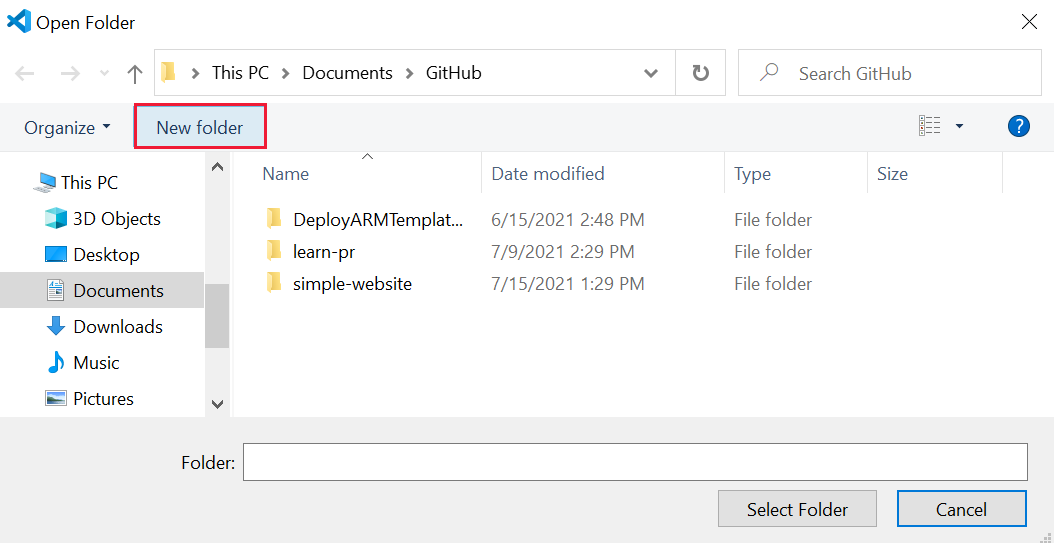 Open Folder
This PC Documents GitHub
Search GitHub
Organize New folder ?
Name Date modified Type Size
This PC
3D Objects
Desktop
Documents
Downloads
Music
Pictures
DeployARMTemplat... 6/15/2021 2:48 PM File folder
learn-pr 7/9/2021 2:29 PM File folder
simple-website 7/15/2021 1:29 PM File folder
Folder:
Select Folder Cancel